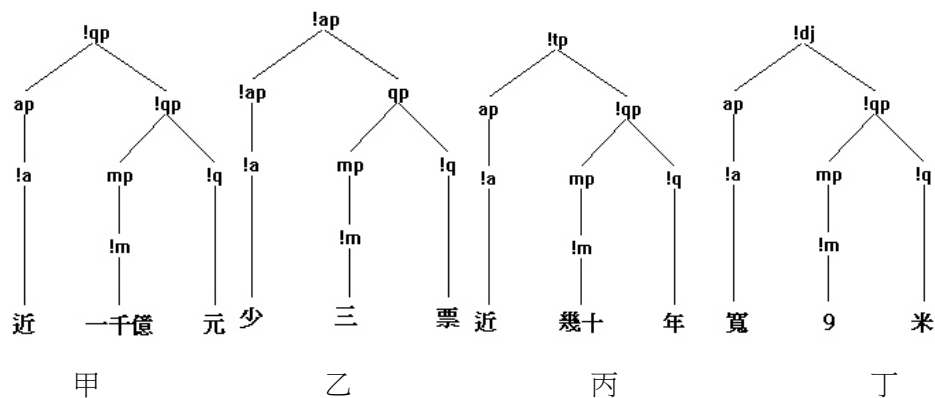 !qp !ap !tp !dj
ap !qp !ap qp ap !qp ap !qp
!a mp !q !a mp !q !a mp !q !a mp !q
!m !m !m !m
近 一千億 元 少 三 票 近 幾十 年 寬 9 米
甲 乙 丙 丁